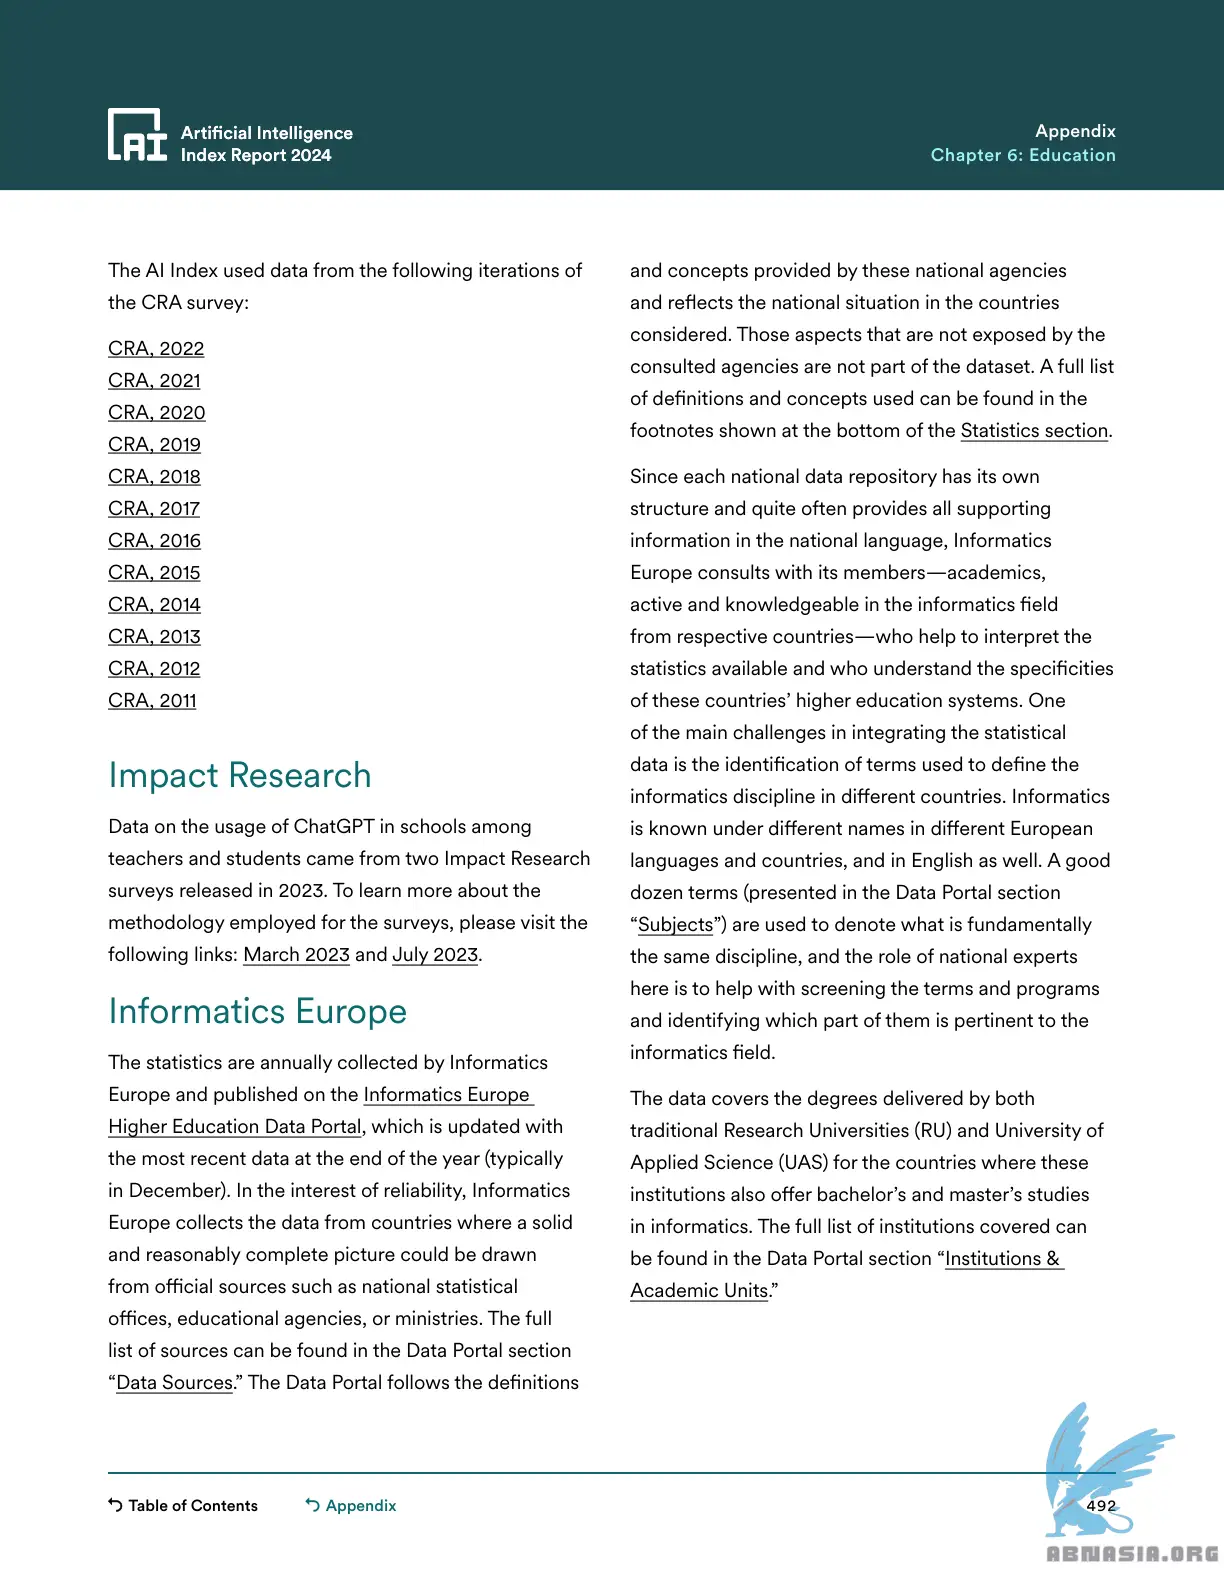 Artificial Intelligence
Index Report 2024
Appendix
Chapter 6: Education
The AI Index used data from the following iterations of
the CRA survey:
CRA, 2022
CRA, 2021
CRA, 2020
CRA, 2019
CRA, 2018
CRA, 2017
CRA, 2016
CRA, 2015
CRA, 2014
CRA, 2013
CRA, 2012
CRA, 2011
Impact Research
Data on the usage of ChatGPT in schools among
teachers and students came from two Impact Research
surveys released in 2023. To learn more about the
methodology employed for the surveys, please visit the
following links: March 2023 and July 2023.
Informatics Europe
The statistics are annually collected by Informatics
Europe and published on the Informatics Europe
Higher Education Data Portal, which is updated with
the most recent data at the end of the year (typically
in December). In the interest of reliability, Informatics
Europe collects the data from countries where a solid
and reasonably complete picture could be drawn
from official sources such as national statistical
offices, educational agencies, or ministries. The full
list of sources can be found in the Data Portal section
“Data Sources.” The Data Portal follows the definitions
and concepts provided by these national agencies
and reflects the national situation in the countries
considered. Those aspects that are not exposed by the
consulted agencies are not part of the dataset. A full list
of definitions and concepts used can be found in the
footnotes shown at the bottom of the Statistics section.
Since each national data repository has its own
structure and quite often provides all supporting
information in the national language, Informatics
Europe consults with its members—academics,
active and knowledgeable in the informatics field
from respective countries—who help to interpret the
statistics available and who understand the specificities
of these countries’ higher education systems. One
of the main challenges in integrating the statistical
data is the identification of terms used to define the
informatics discipline in different countries. Informatics
is known under different names in different European
languages and countries, and in English as well. A good
dozen terms (presented in the Data Portal section
“Subjects”) are used to denote what is fundamentally
the same discipline, and the role of national experts
here is to help with screening the terms and programs
and identifying which part of them is pertinent to the
informatics field.
The data covers the degrees delivered by both
traditional Research Universities (RU) and University of
Applied Science (UAS) for the countries where these
institutions also offer bachelor’s and master’s studies
in informatics. The full list of institutions covered can
be found in the Data Portal section “Institutions &
Academic Units.”
Table of Contents
Appendix
492
ABNASIA.ORG